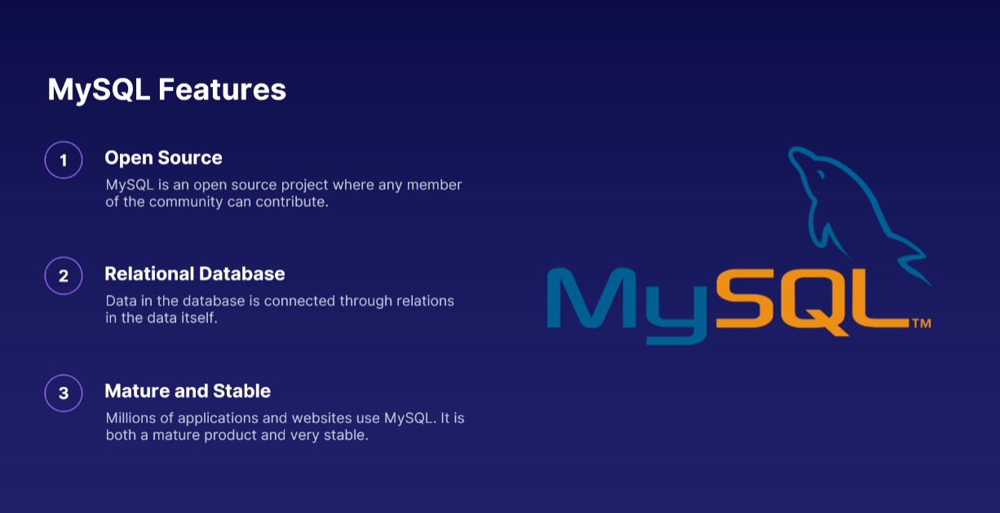 MySQL Features
1
Open Source
MySQL is an open source project where any member
of the community can contribute.
2
Relational Database
Data in the database is connected through relations
in the data itself.
3
Mature and Stable
Millions of applications and websites use MySQL. It is
both a mature product and very stable.
MySQL™